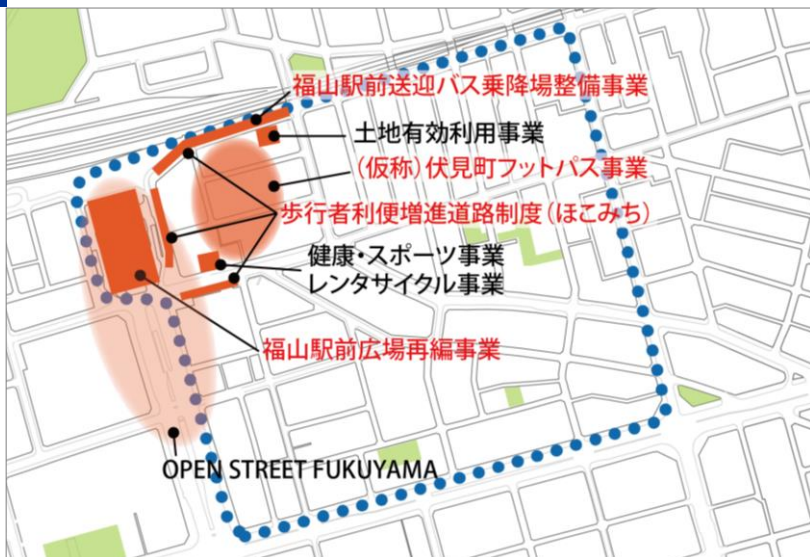 福山駅前送迎バス乗降場整備事業
土地有効利用事業
(仮称)伏見町フットパス事業
歩行者利便増進道路制度(ほこみち)
健康・スポーツ事業
レンタサイクル事業
福山駅前広場再編事業
OPEN STREET FUKUYAMA